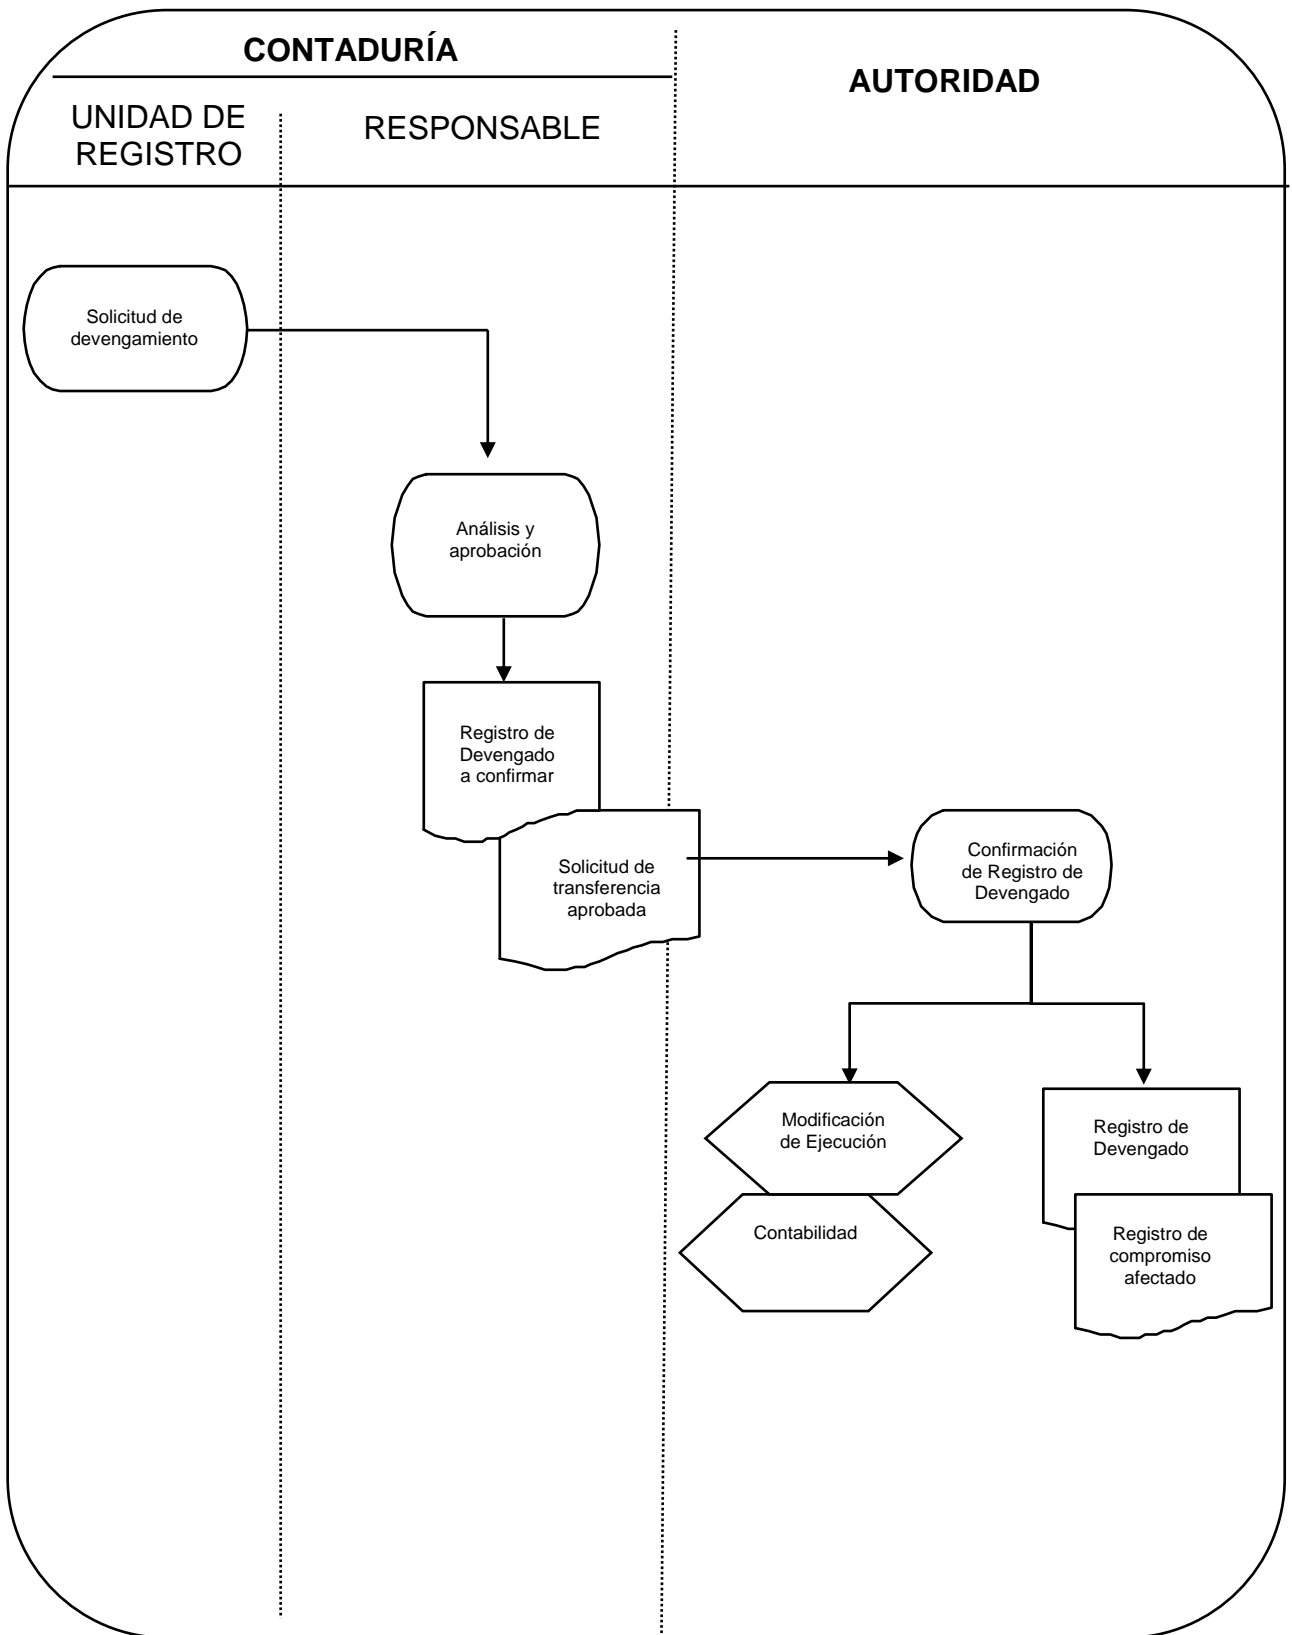 CONTADURÍA
AUTORIDAD
UNIDAD DE
REGISTRO
RESPONSABLE
Solicitud de
devengamiento
Análisis y
aprobación
Registro de
Devengado
a confirmar
Solicitud de
transferencia
aprobada
Confirmación
de Registro de
Devengado
Modificación
de Ejecución
Contabilidad
Registro de
Devengado
Registro de
compromiso
afectado